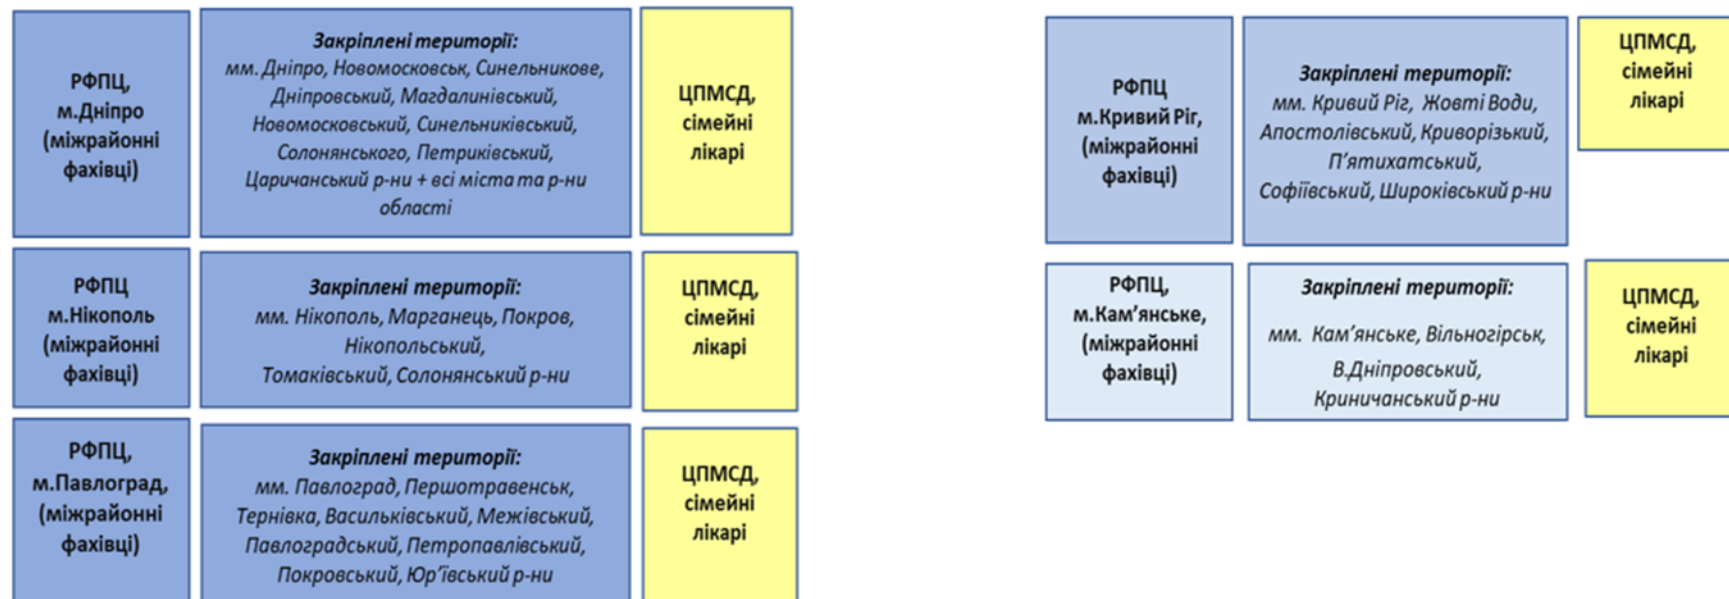 РФПЦ,
м.Дніпро
(міжрайонні
фахівці)
Закріплені території:
мм. Дніпро, Новомосковськ, Синельникове,
Дніпровський, Магдалинівський,
Новомосковський, Синельниківський,
Солонянського, Петриківський,
Царичанський р-ни + всі міста та р-ни
області
ЦПМСД,
сімейні
лікарі
РФПЦ
м.Нікополь
(міжрайонні
фахівці)
Закріплені території:
мм. Нікополь, Марганець, Покров,
Нікопольський,
Томаківський, Солонянський р-ни
ЦПМСД,
сімейні
лікарі
РФПЦ,
м.Павлоград,
(міжрайонні
фахівці)
Закріплені території:
мм. Павлоград, Першотравенськ,
Тернівка, Васильківський, Межівський,
Павлоградський, Петропавлівський,
Покровський, Юр’ївський р-ни
ЦПМСД,
сімейні
лікарі
РФПЦ
м.Кривий Ріг,
(міжрайонні
фахівці)
Закріплені території:
мм. Кривий Ріг, Жовті Води,
Апостолівський, Криворізький,
П’ятихатський,
Софіївський, Широківський р-ни
ЦПМСД,
сімейні
лікарі
РФПЦ,
м.Кам’янське,
(міжрайонні
фахівці)
Закріплені території:
мм. Кам’янське, Вільногірськ,
В.Дніпровський,
Криничанський р-ни
ЦПМСД,
сімейні
лікарі